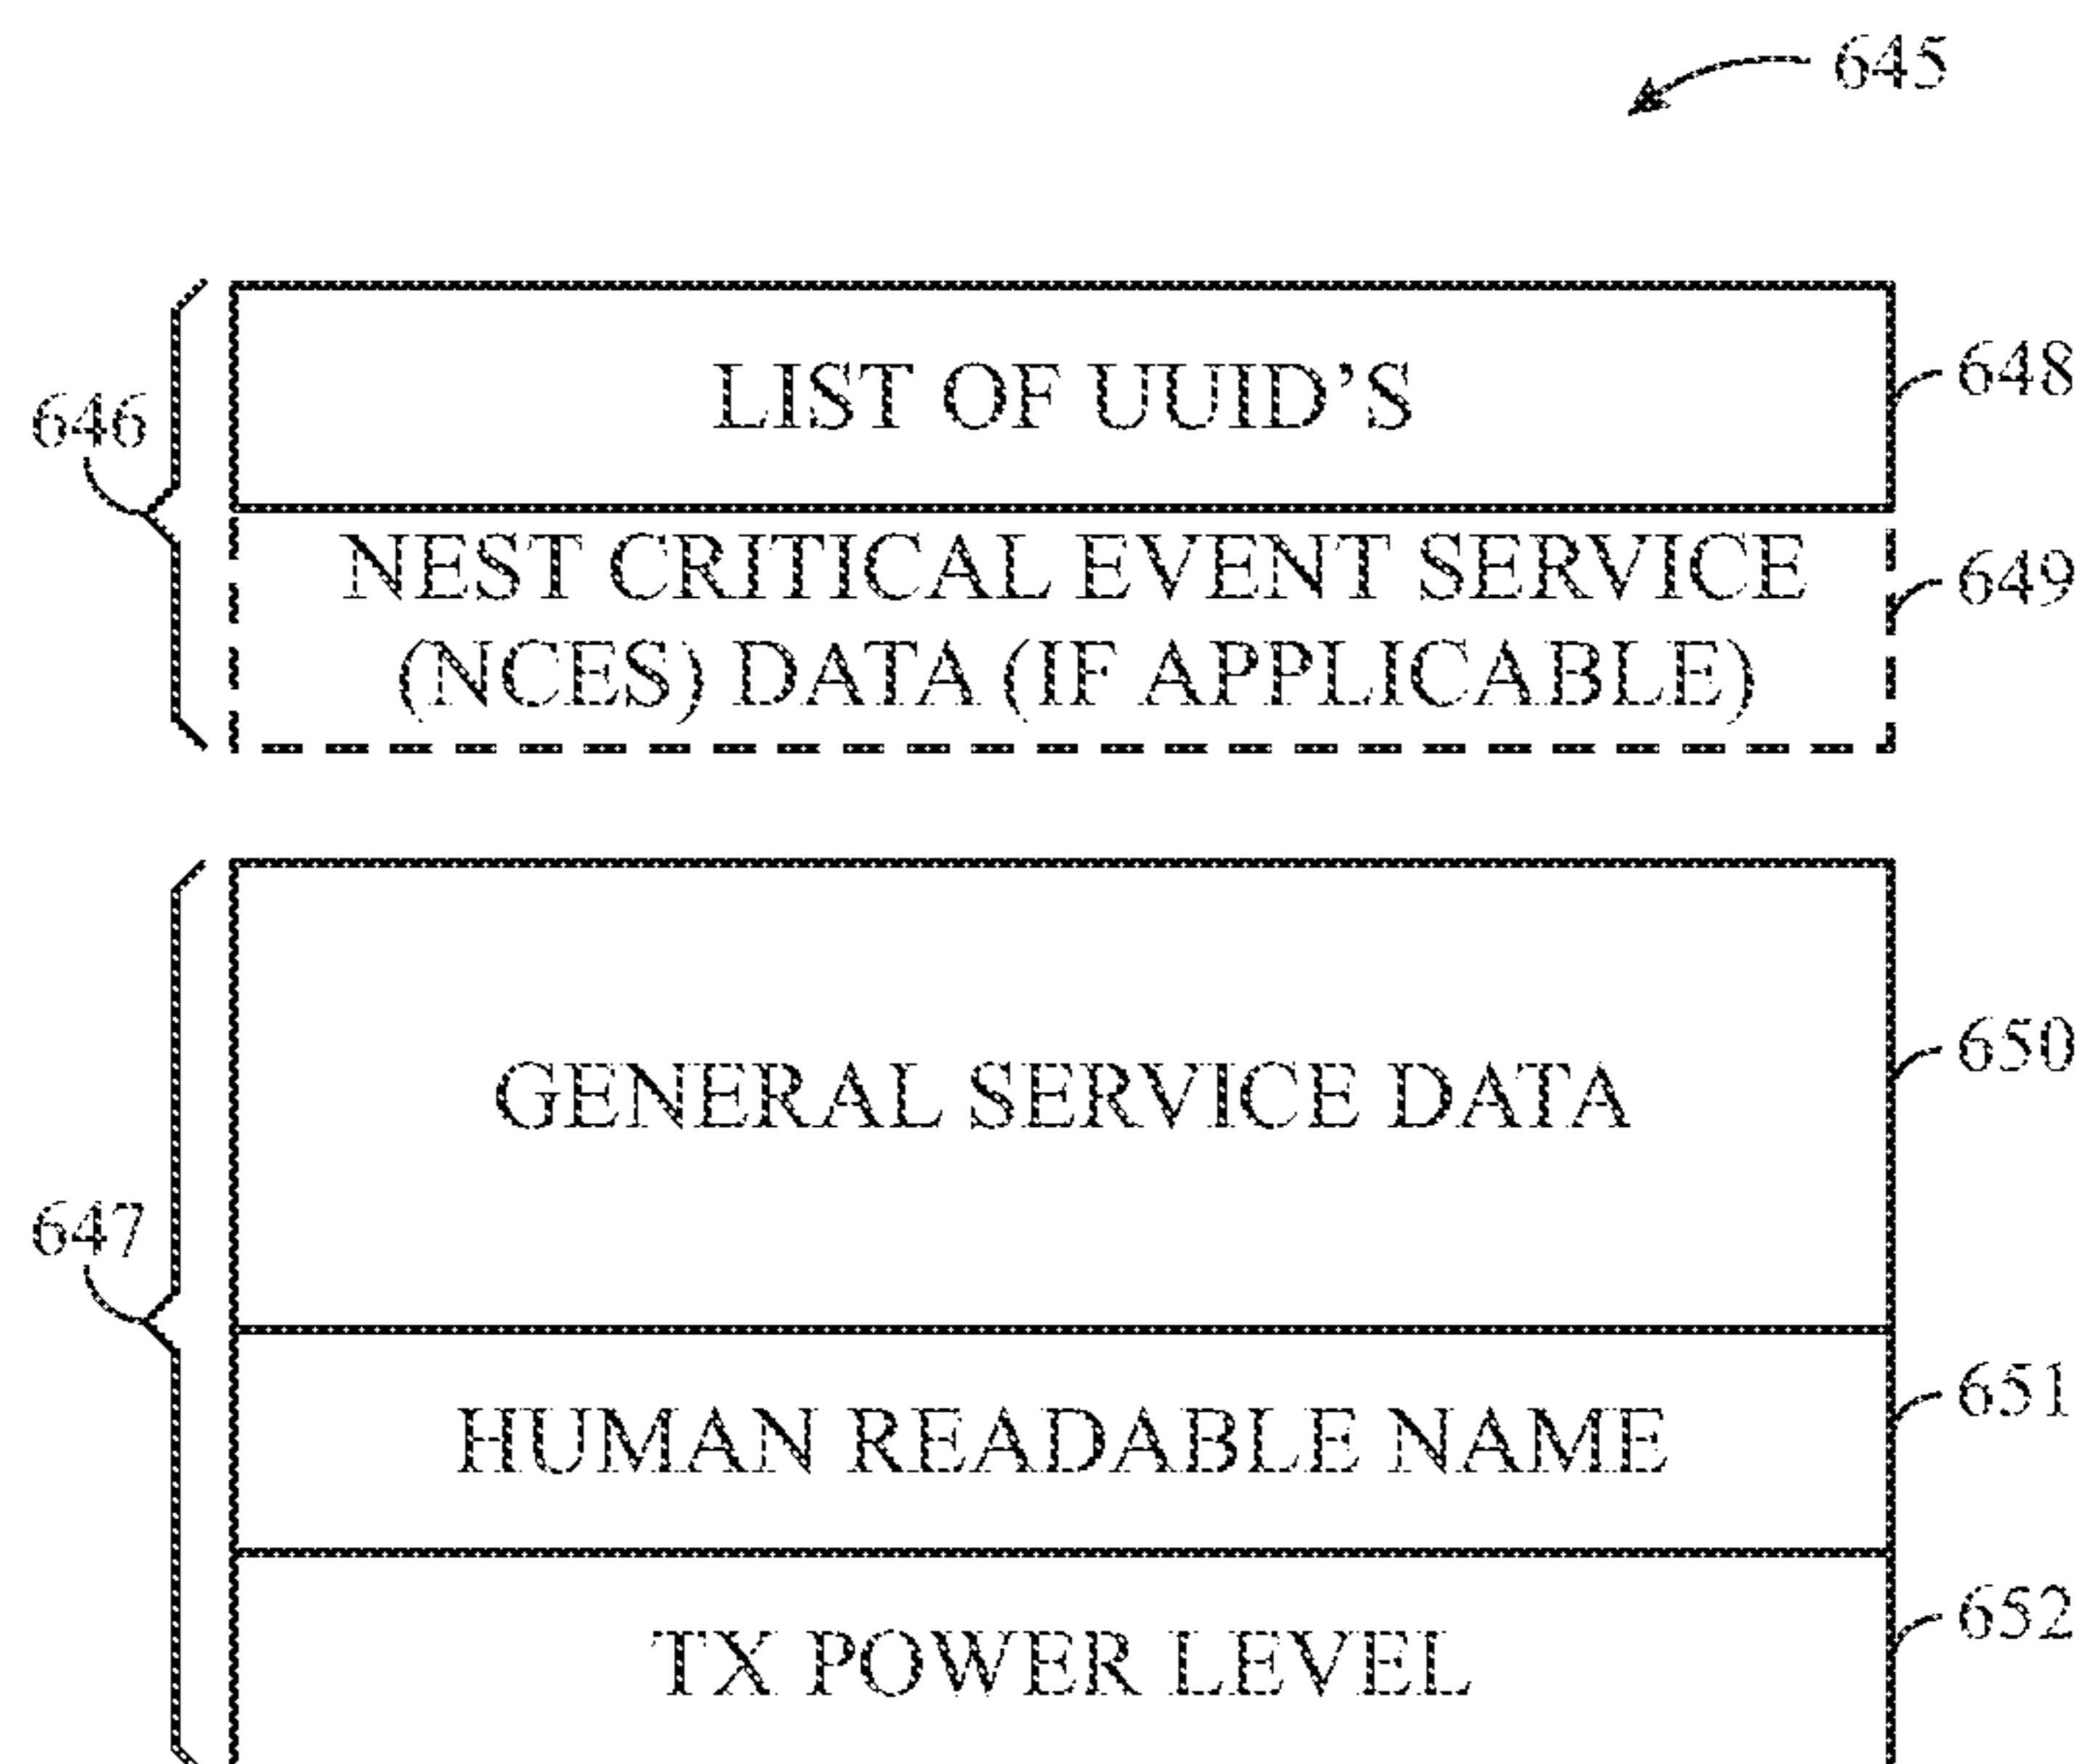 645
LIST OF UUID'S
648
646
NEST CRITICAL EVENT SERVICE
649
(NCES) DATA (IF APPLICABLE)
GENERAL SERVICE DATA
650
647
HUMAN READABLE NAME
651
TX POWER LEVEL
652